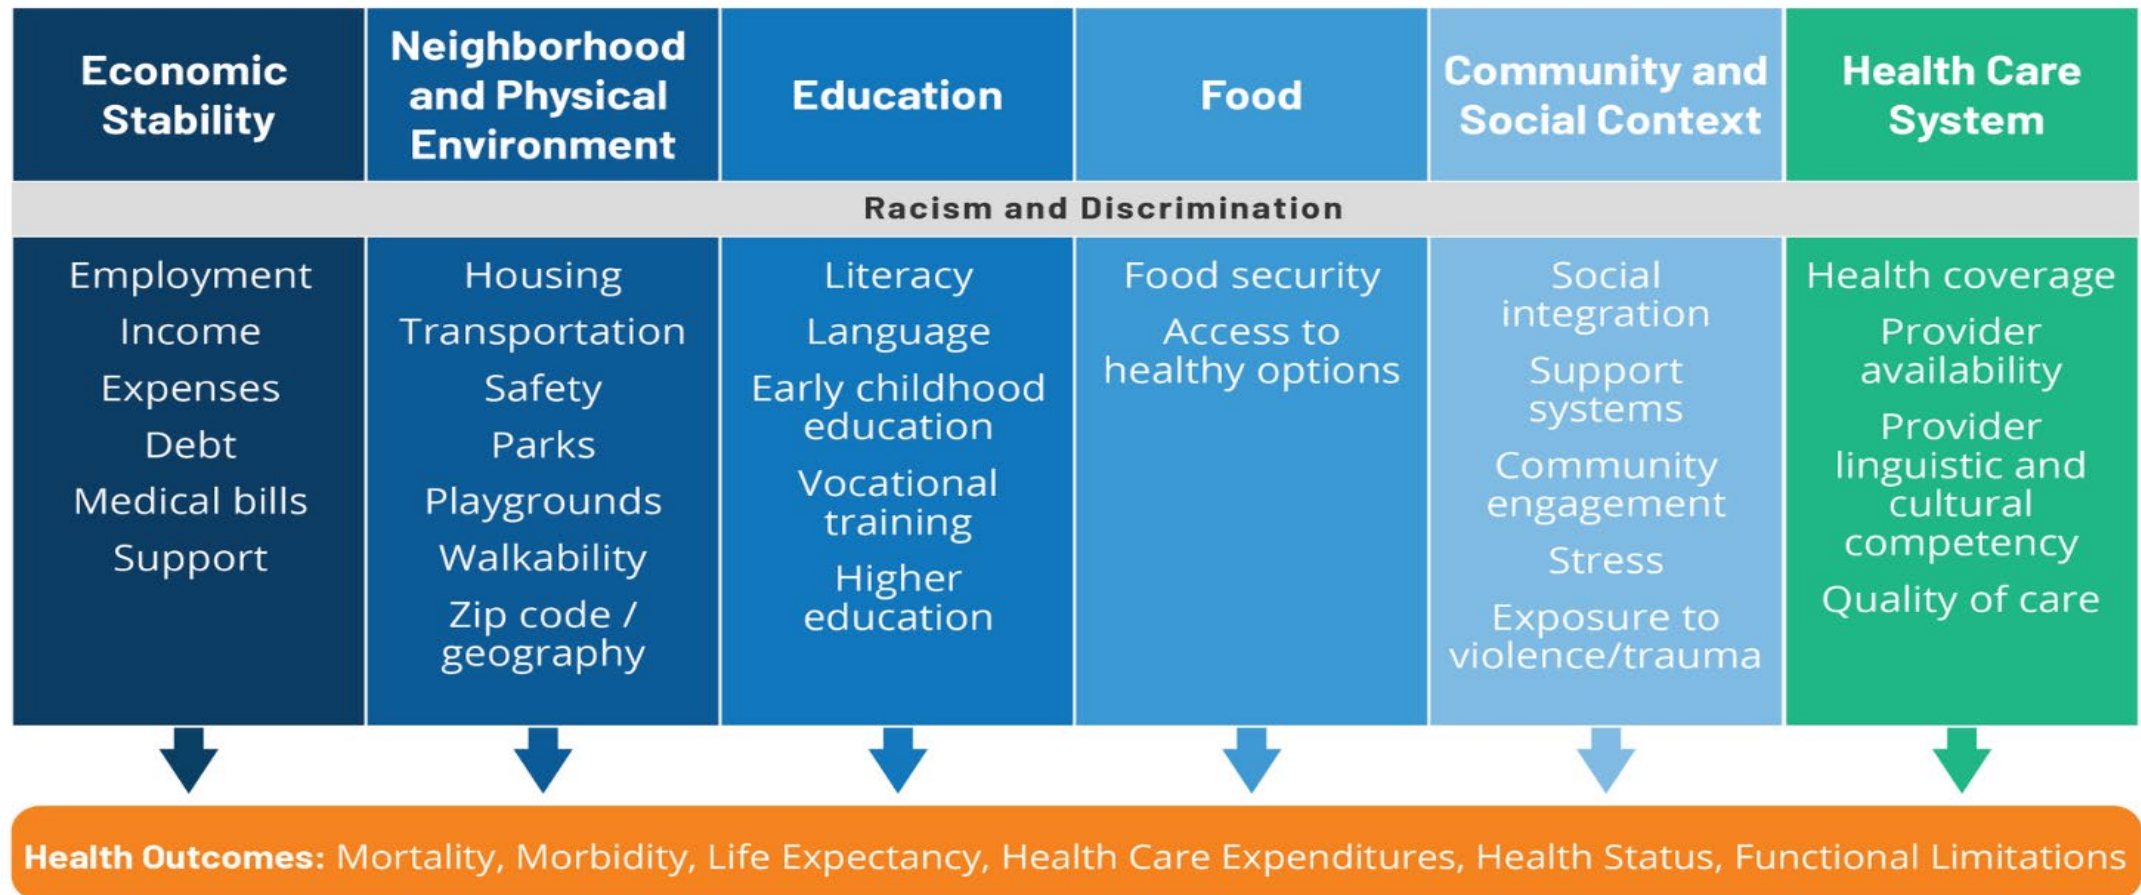 Economic
Stability
Neighborhood
and Physical
Environment
Education
Food
Community and
Social Context
Health Care
System
Racism and Discrimination
Employment
Income
Expenses
Debt
Medical bills
Support
Housing
Transportation
Safety
Parks
Playgrounds
Walkability
Zip code /
geography
Literacy
Language
Early childhood
education
Vocational
training
Higher
education
Food security
Access to
healthy options
Social
integration
Support
systems
Community
engagement
Stress
Exposure to
violence/trauma
Health coverage
Provider
availability
Provider
linguistic and
cultural
competency
Quality of care
Health Outcomes: Mortality, Morbidity, Life Expectancy, Health Care Expenditures, Health Status, Functional Limitations